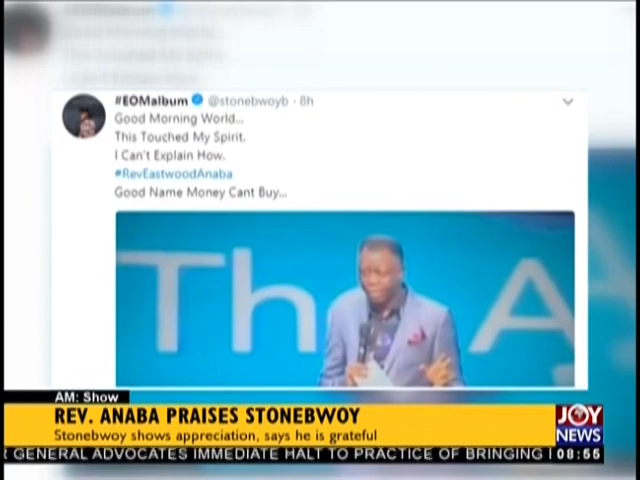 #EOMalbum @stonebwoyb · 8h
Good Morning World...
This Touched My Spirit.
I Can't Explain How.
#RevEastwoodAnaba
Good Name Money Cant Buy...
The A
AM: Show
REV. ANABA PRAISES STONEBWOY
Stonebwoy shows appreciation, says he is grateful
JOY
NEWS
R GENERAL ADVOCATES IMMEDIATE HALT TO PRACTICE OF BRINGING
08:55